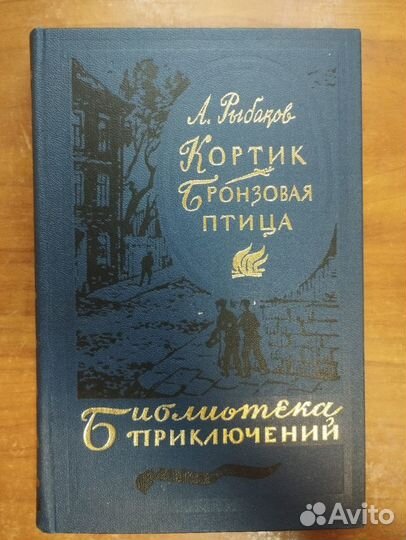 А. Рыбаков
Кортик
Бронзовая
птица
Библиотека
приключений
Avito